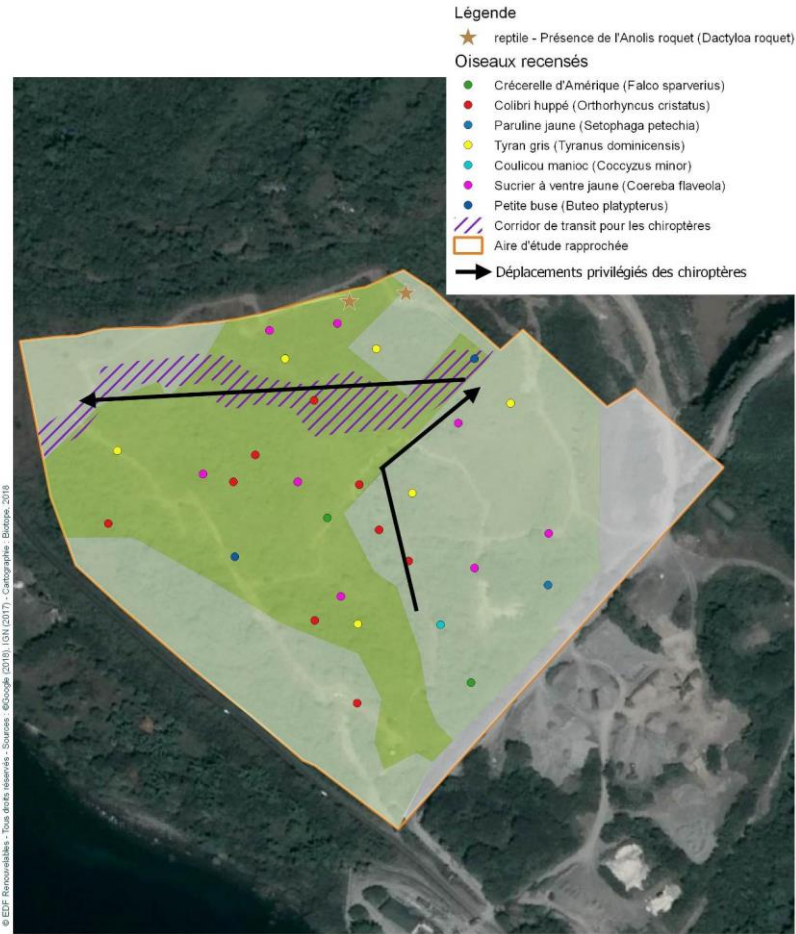 Légende
reptile - Présence de l'Anolis roquet (Dactyloa roquet)
Oiseaux recensés
Crécerelle d'Amérique (Falco sparverius)
Colibri huppé (Orthorhyncus cristatus)
Paruline jaune (Setophaga petechia)
Tyran gris (Tyranus dominicensis)
Coulicou manioc (Coccyzus minor)
Sucrier à ventre jaune (Coereba flaveola)
Petite buse (Buteo platypterus)
Corridor de transit pour les chiroptères
Aire d'étude rapprochée
Déplacements privilégiés des chiroptères
© EDF Renouvelables - Tous droits réservés - Sources : ©Google (2018), IGN (2017) - Cartographie : Biotope, 2018